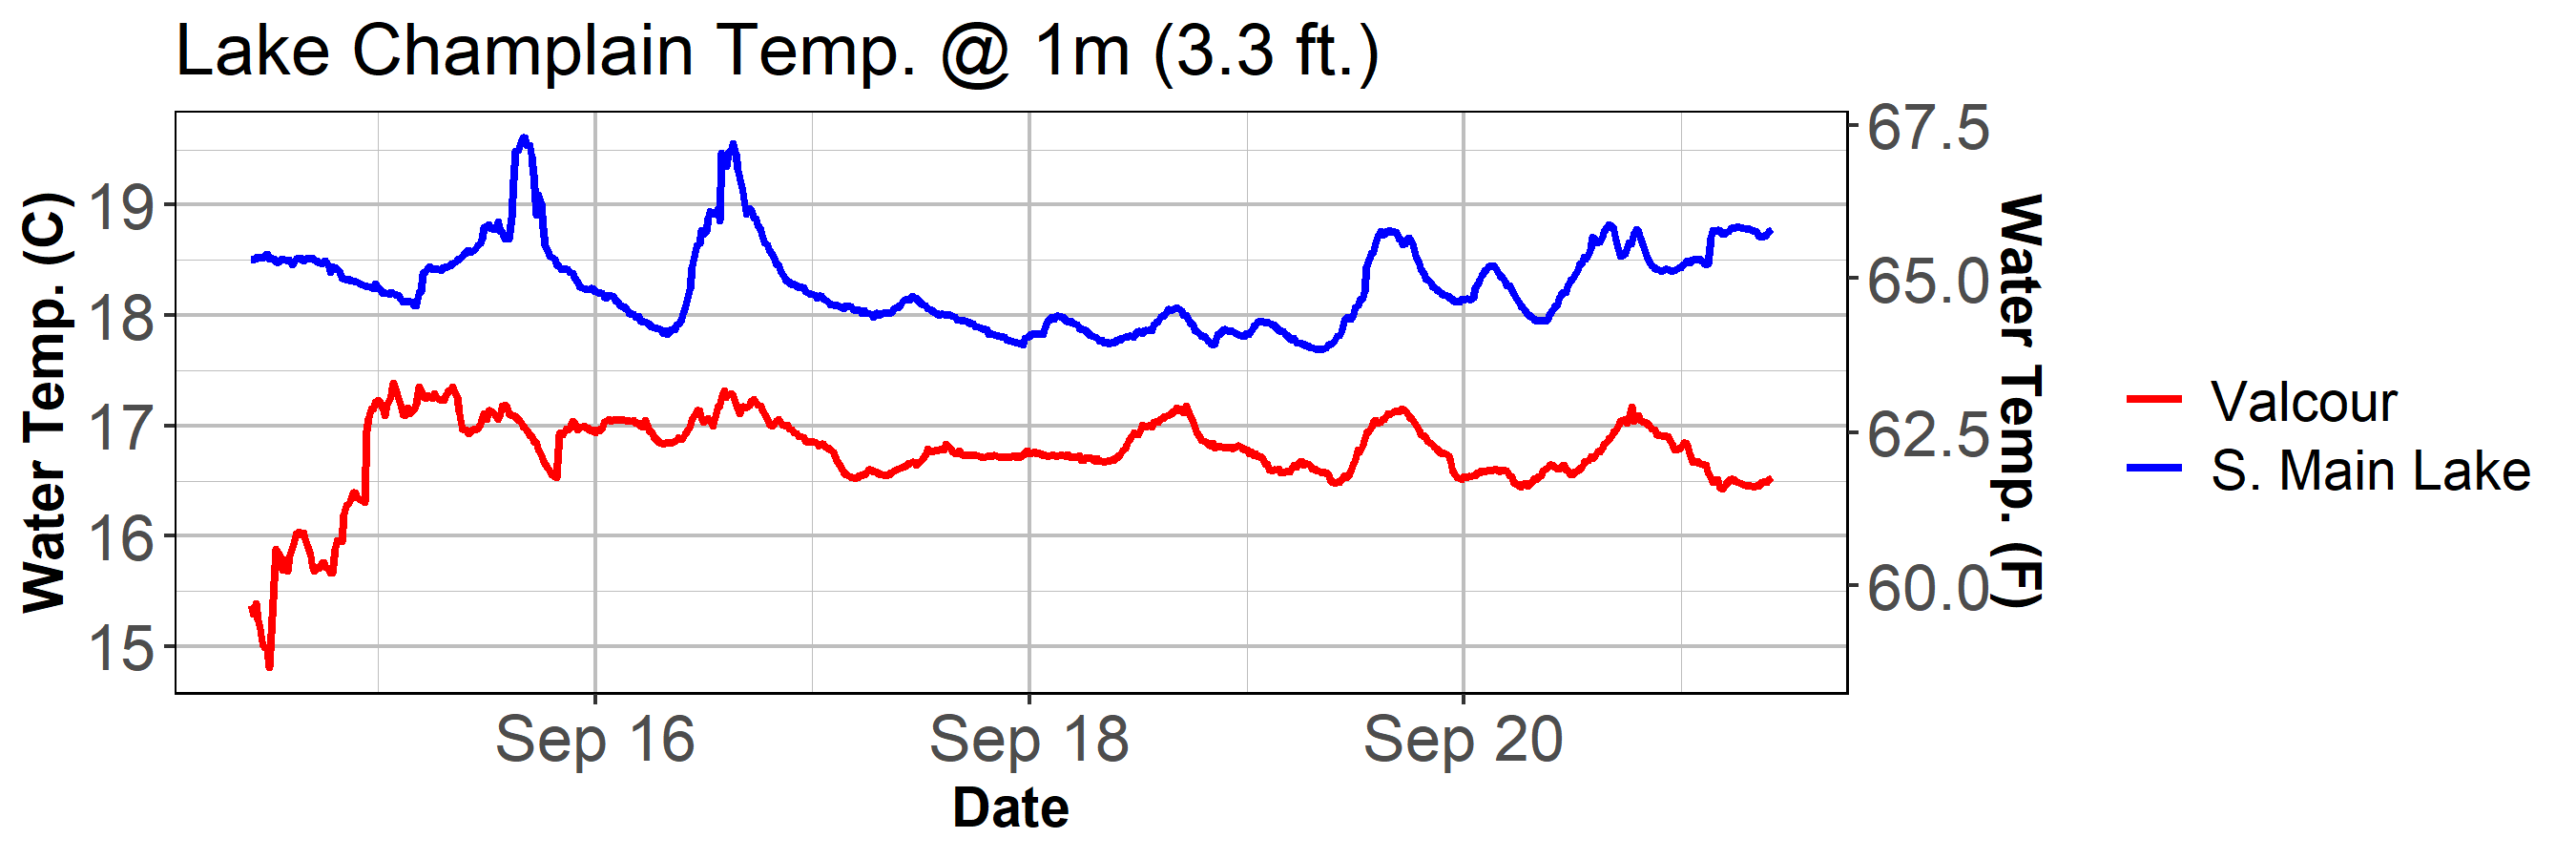 Lake Champlain Temp. @ 1m (3.3 ft.)
Water Temp. (C)
19
18
17
16
15
67.5
65.0
62.5
60.0
Water Temp. (F)
Sep 16
Sep 18
Sep 20
Date
Valcour
S. Main Lake